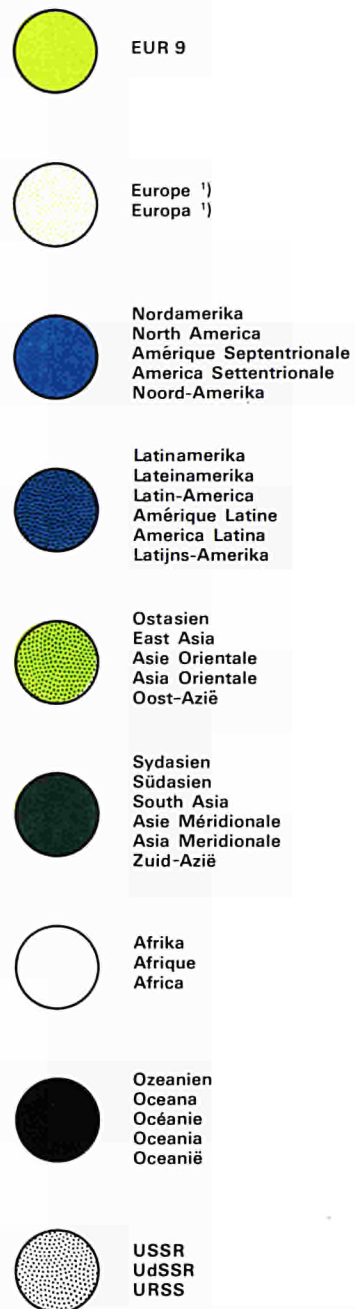 EUR 9
Europe ¹)
Europa ¹)
Nordamerika
North America
Amérique Septentrionale
America Settentrionale
Noord-Amerika
Latinamerika
Lateinamerika
Latin-America
Amérique Latine
America Latina
Latijns-Amerika
Ostasien
East Asia
Asie Orientale
Asia Orientale
Oost-Azië
Sydasien
Südasien
South Asia
Asie Méridionale
Asia Meridionale
Zuid-Azië
Afrika
Afrique
Africa
Ozeanien
Oceana
Océanie
Oceania
Oceanië
USSR
UdSSR
URSS